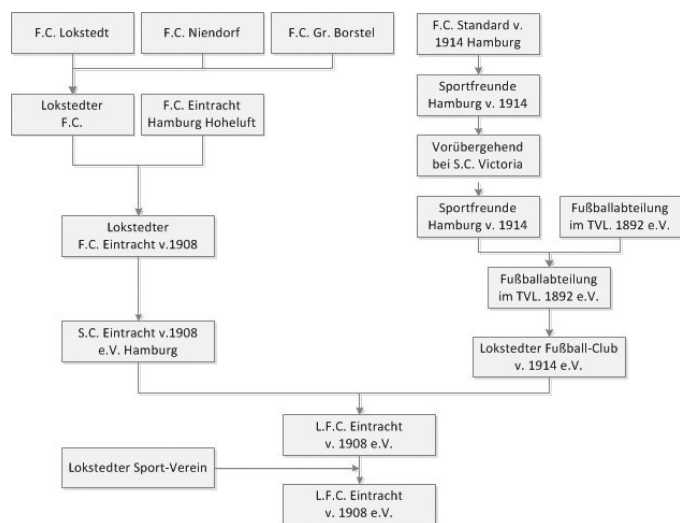 F.C. Lokstedt
F.C. Niendorf
F.C. Gr. Borstel
F.C. Standard v.
1914 Hamburg
Sportfreunde
Hamburg v. 1914
Lokstedter
F.C.
F.C. Eintracht
Hamburg Hoheluft
Vorübergehend
bei S.C. Victoria
Lokstedter
F.C. Eintracht v.1908
Sportfreunde
Hamburg v. 1914
Fußballabteilung
im TVL. 1892 e.V.
Fußballabteilung
im TVL. 1892 e.V.
S.C. Eintracht v.1908
e.V. Hamburg
Lokstedter Fußball-Club
v. 1914 e.V.
L.F.C. Eintracht
v. 1908 e.V.
Lokstedter Sport-Verein
L.F.C. Eintracht
v. 1908 e.V.